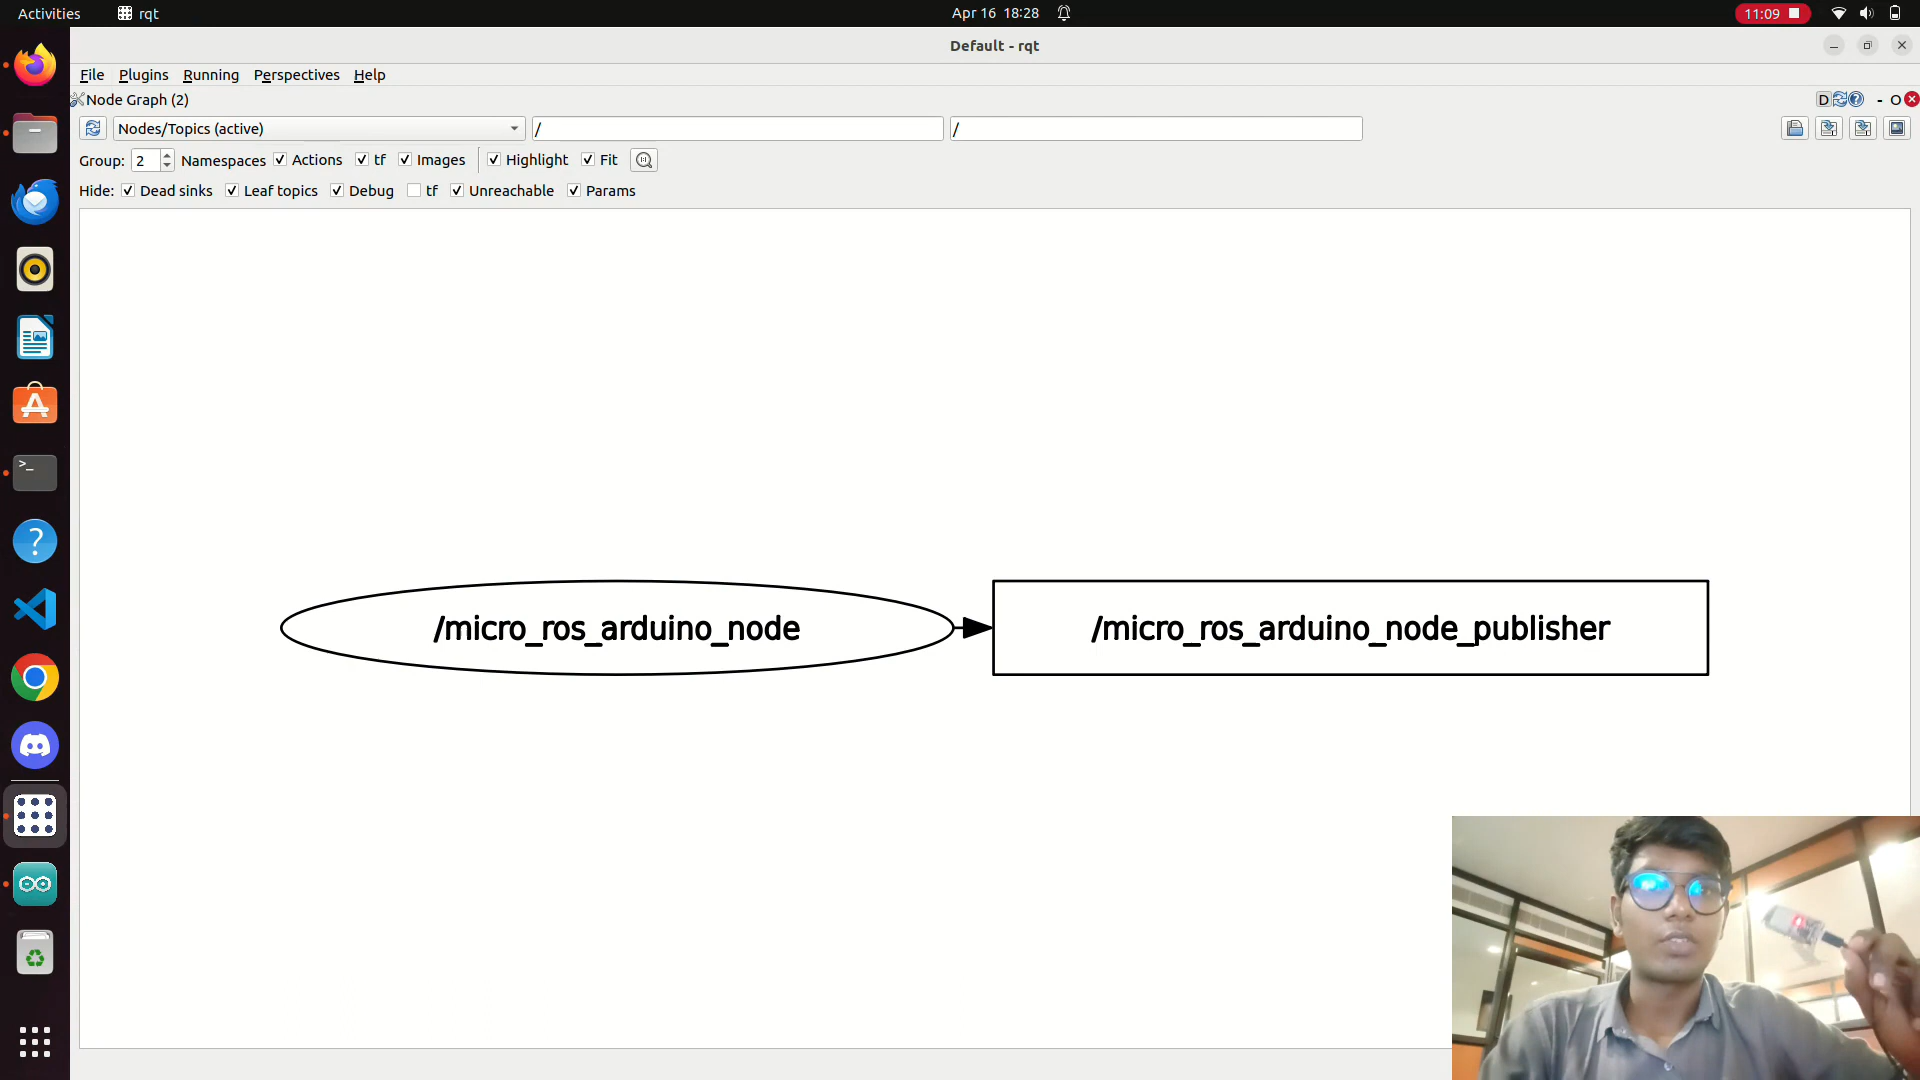 Activities rqt Apr 16 18:28 11:09
Default - rqt
File Plugins Running Perspectives Help
Node Graph (2) D - O
Nodes/Topics (active) / /
Group: 2 Namespaces Actions tf Images Highlight Fit
Hide: Dead sinks Leaf topics Debug tf Unreachable Params
/micro_ros_arduino_node /micro_ros_arduino_node_publisher